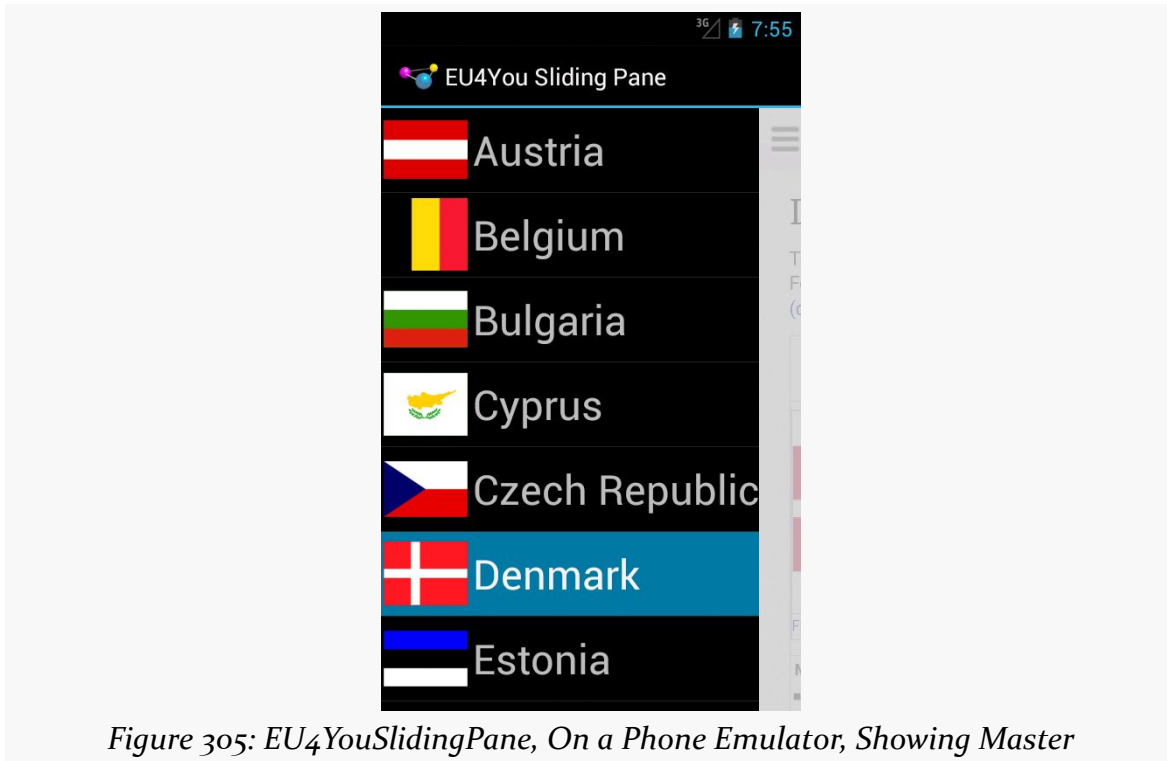 3G 7:55
EU4You Sliding Pane
Austria
Belgium
Bulgaria
Cyprus
Czech Republic
Denmark
Estonia
Figure 305: EU4YouSlidingPane, On a Phone Emulator, Showing Master